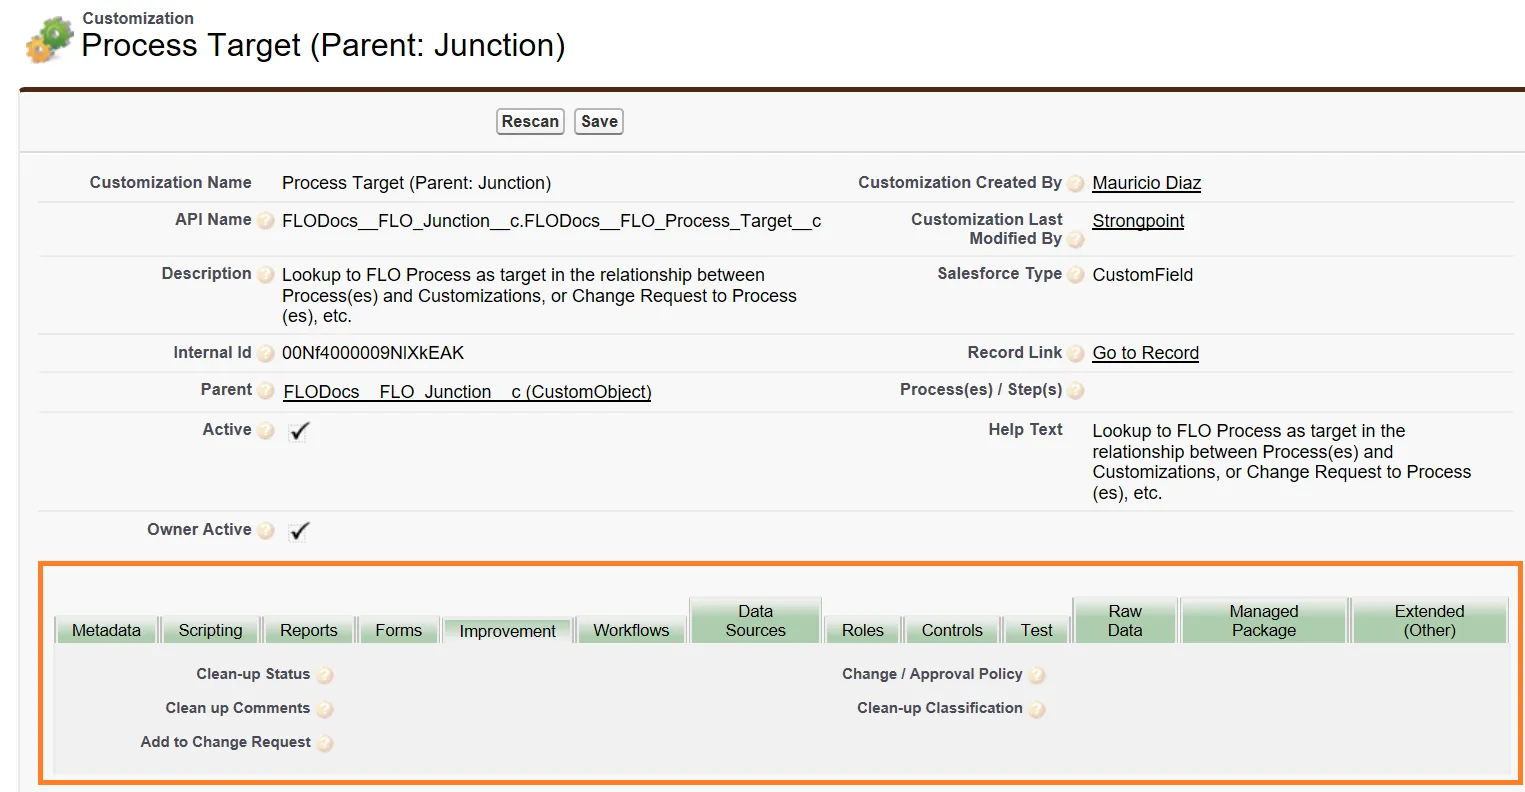 Customization
Process Target (Parent: Junction)
Rescan Save
Customization Name Process Target (Parent: Junction)
Customization Created By ? Mauricio Diaz
API Name ? FLODocs__FLO_Junction__c.FLODocs__FLO_Process_Target__c
Customization Last
Modified By ? Strongpoint
Description ? Lookup to FLO Process as target in the relationship between
Process(es) and Customizations, or Change Request to Process
(es), etc.
Salesforce Type ? CustomField
Internal Id ? 00Nf4000009NlXkEAK
Record Link ? Go to Record
Parent ? FLODocs__FLO_Junction__c (CustomObject)
Process(es) / Step(s) ?
Active ?
Help Text Lookup to FLO Process as target in the
relationship between Process(es) and
Customizations, or Change Request to Process
(es), etc.
Owner Active ?
Metadata Scripting Reports Forms Improvement Workflows Data Sources Roles Controls Test Raw Data Managed Package Extended (Other)
Clean-up Status ? Change / Approval Policy ?
Clean up Comments ? Clean-up Classification ?
Add to Change Request ?